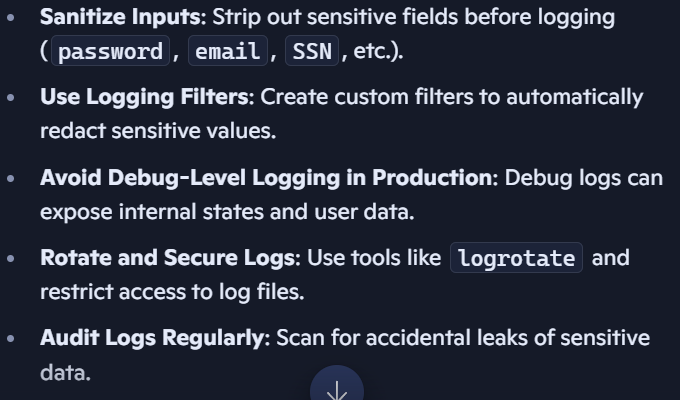 • Sanitize Inputs: Strip out sensitive fields before logging
(password, email, SSN, etc.).
• Use Logging Filters: Create custom filters to automatically
redact sensitive values.
• Avoid Debug-Level Logging in Production: Debug logs can
expose internal states and user data.
• Rotate and Secure Logs: Use tools like logrotate and
restrict access to log files.
• Audit Logs Regularly: Scan for accidental leaks of sensitive
data.